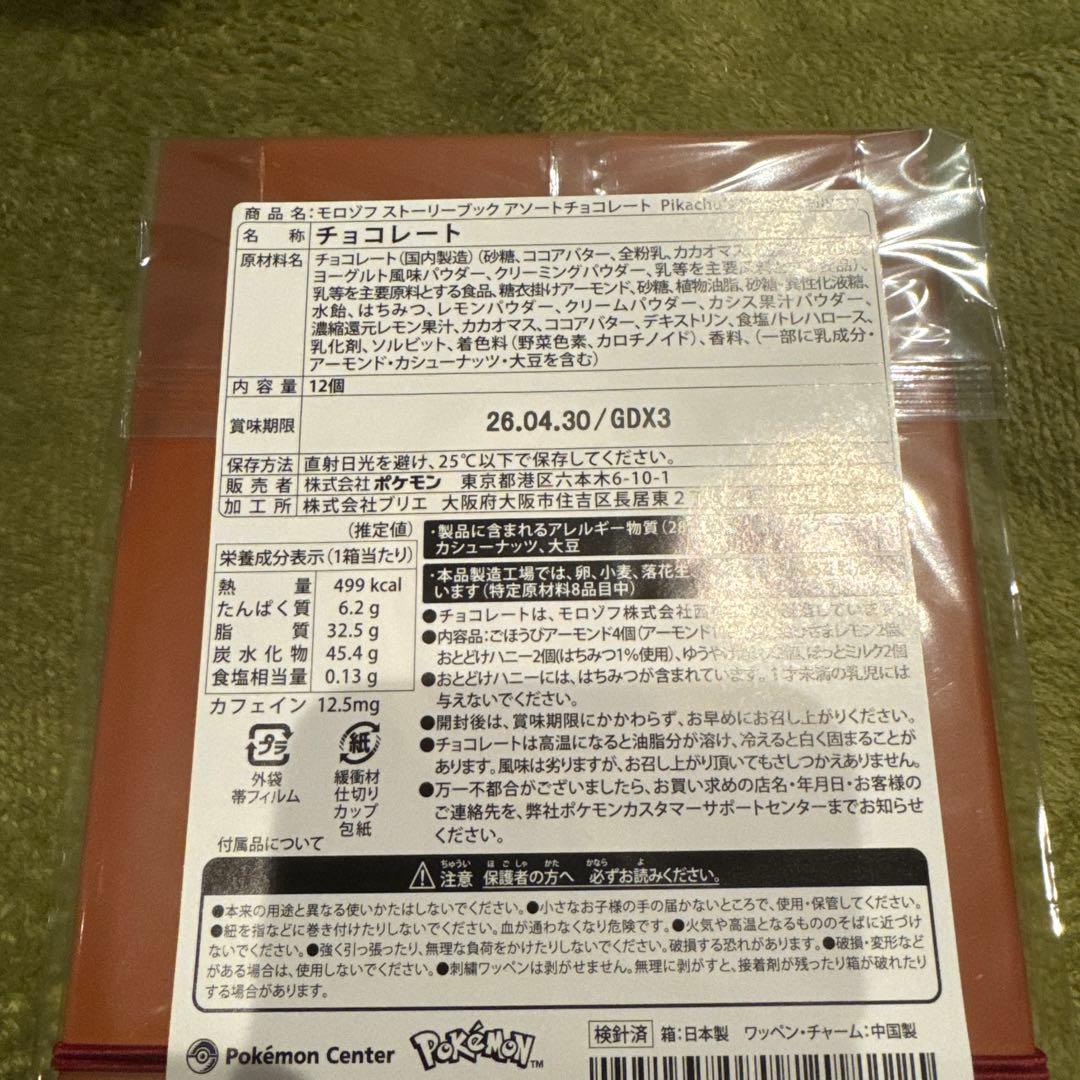 商品名：モロゾフ ストーリーブック アソートチョコレート Pikachu's
名称 チョコレート
原材料名 チョコレート（国内製造）（砂糖、ココアバター、全粉乳、カカオマス、
ヨーグルト風味パウダー、クリーミングパウダー、乳等を主要原料
乳等を主要原料とする食品、糖衣掛けアーモンド、砂糖、植物油脂、砂糖・異性化液糖、
水飴、はちみつ、レモンパウダー、クリームパウダー、カシス果汁パウダー、
濃縮還元レモン果汁、カカオマス、ココアバター、デキストリン、食塩/トレハロース、
乳化剤、ソルビット、着色料（野菜色素、カロチノイド）、香料、（一部に乳成分・
アーモンド・カシューナッツ・大豆を含む）
内容量 12個
賞味期限 26.04.30/GDX3
保存方法 直射日光を避け、25℃以下で保存してください。
販売者 株式会社ポケモン 東京都港区六本木6-10-1
加工所 株式会社プリエ 大阪府大阪市住吉区長居東2丁
（推定値）
栄養成分表示（1箱当たり）
熱量 499 kcal
たんぱく質 6.2 g
脂質 32.5 g
炭水化物 45.4 g
食塩相当量 0.13 g
カフェイン 12.5mg
・製品に含まれるアレルギー物質（28
カシューナッツ、大豆
・本品製造工場では、卵、小麦、落花生
います（特定原材料8品目中）
●チョコレートは、モロゾフ株式会社西
●内容品：ごほうびアーモンド4個（アーモンド レモン2個、
おとどけハニー2個（はちみつ1%使用）、ゆうやけ ほっとミルク2個
●おとどけハニーには、はちみつが含まれています。1才未満の乳児には
与えないでください。
●開封後は、賞味期限にかかわらず、お早めにお召し上がりください。
●チョコレートは高温になると油脂分が溶け、冷えると白く固まることが
あります。風味は劣りますが、お召し上がり頂いてもさしつかえありません。
●万一不都合がございましたら、お買い求めの店名・年月日・お客様の
ご連絡先を、弊社ポケモンカスタマーサポートセンターまでお知らせ
ください。
プラ
外袋
帯フィルム
紙
緩衝材
仕切り
カップ
包紙
付属品について
注意 保護者の方へ 必ずお読みください。
ちゅうい ほごしゃ かた かなら よ
●本来の用途と異なる使いかたはしないでください。●小さなお子様の手の届かないところで、使用・保管してください。
●紐を指などに巻き付けたりしないでください。血が通わなくなり危険です。●火気や高温となるもののそばに近づけ
ないでください。●強く引っ張ったり、無理な負荷をかけたりしないでください。破損する恐れがあります。●破損・変形など
がある場合は、使用しないでください。●刺繍ワッペンは剥がせません。無理に剥がすと、接着剤が残ったり箱が破れたり
する場合があります。
Pokémon Center
POKéMON TM
検針済 箱：日本製 ワッペン・チャーム：中国製